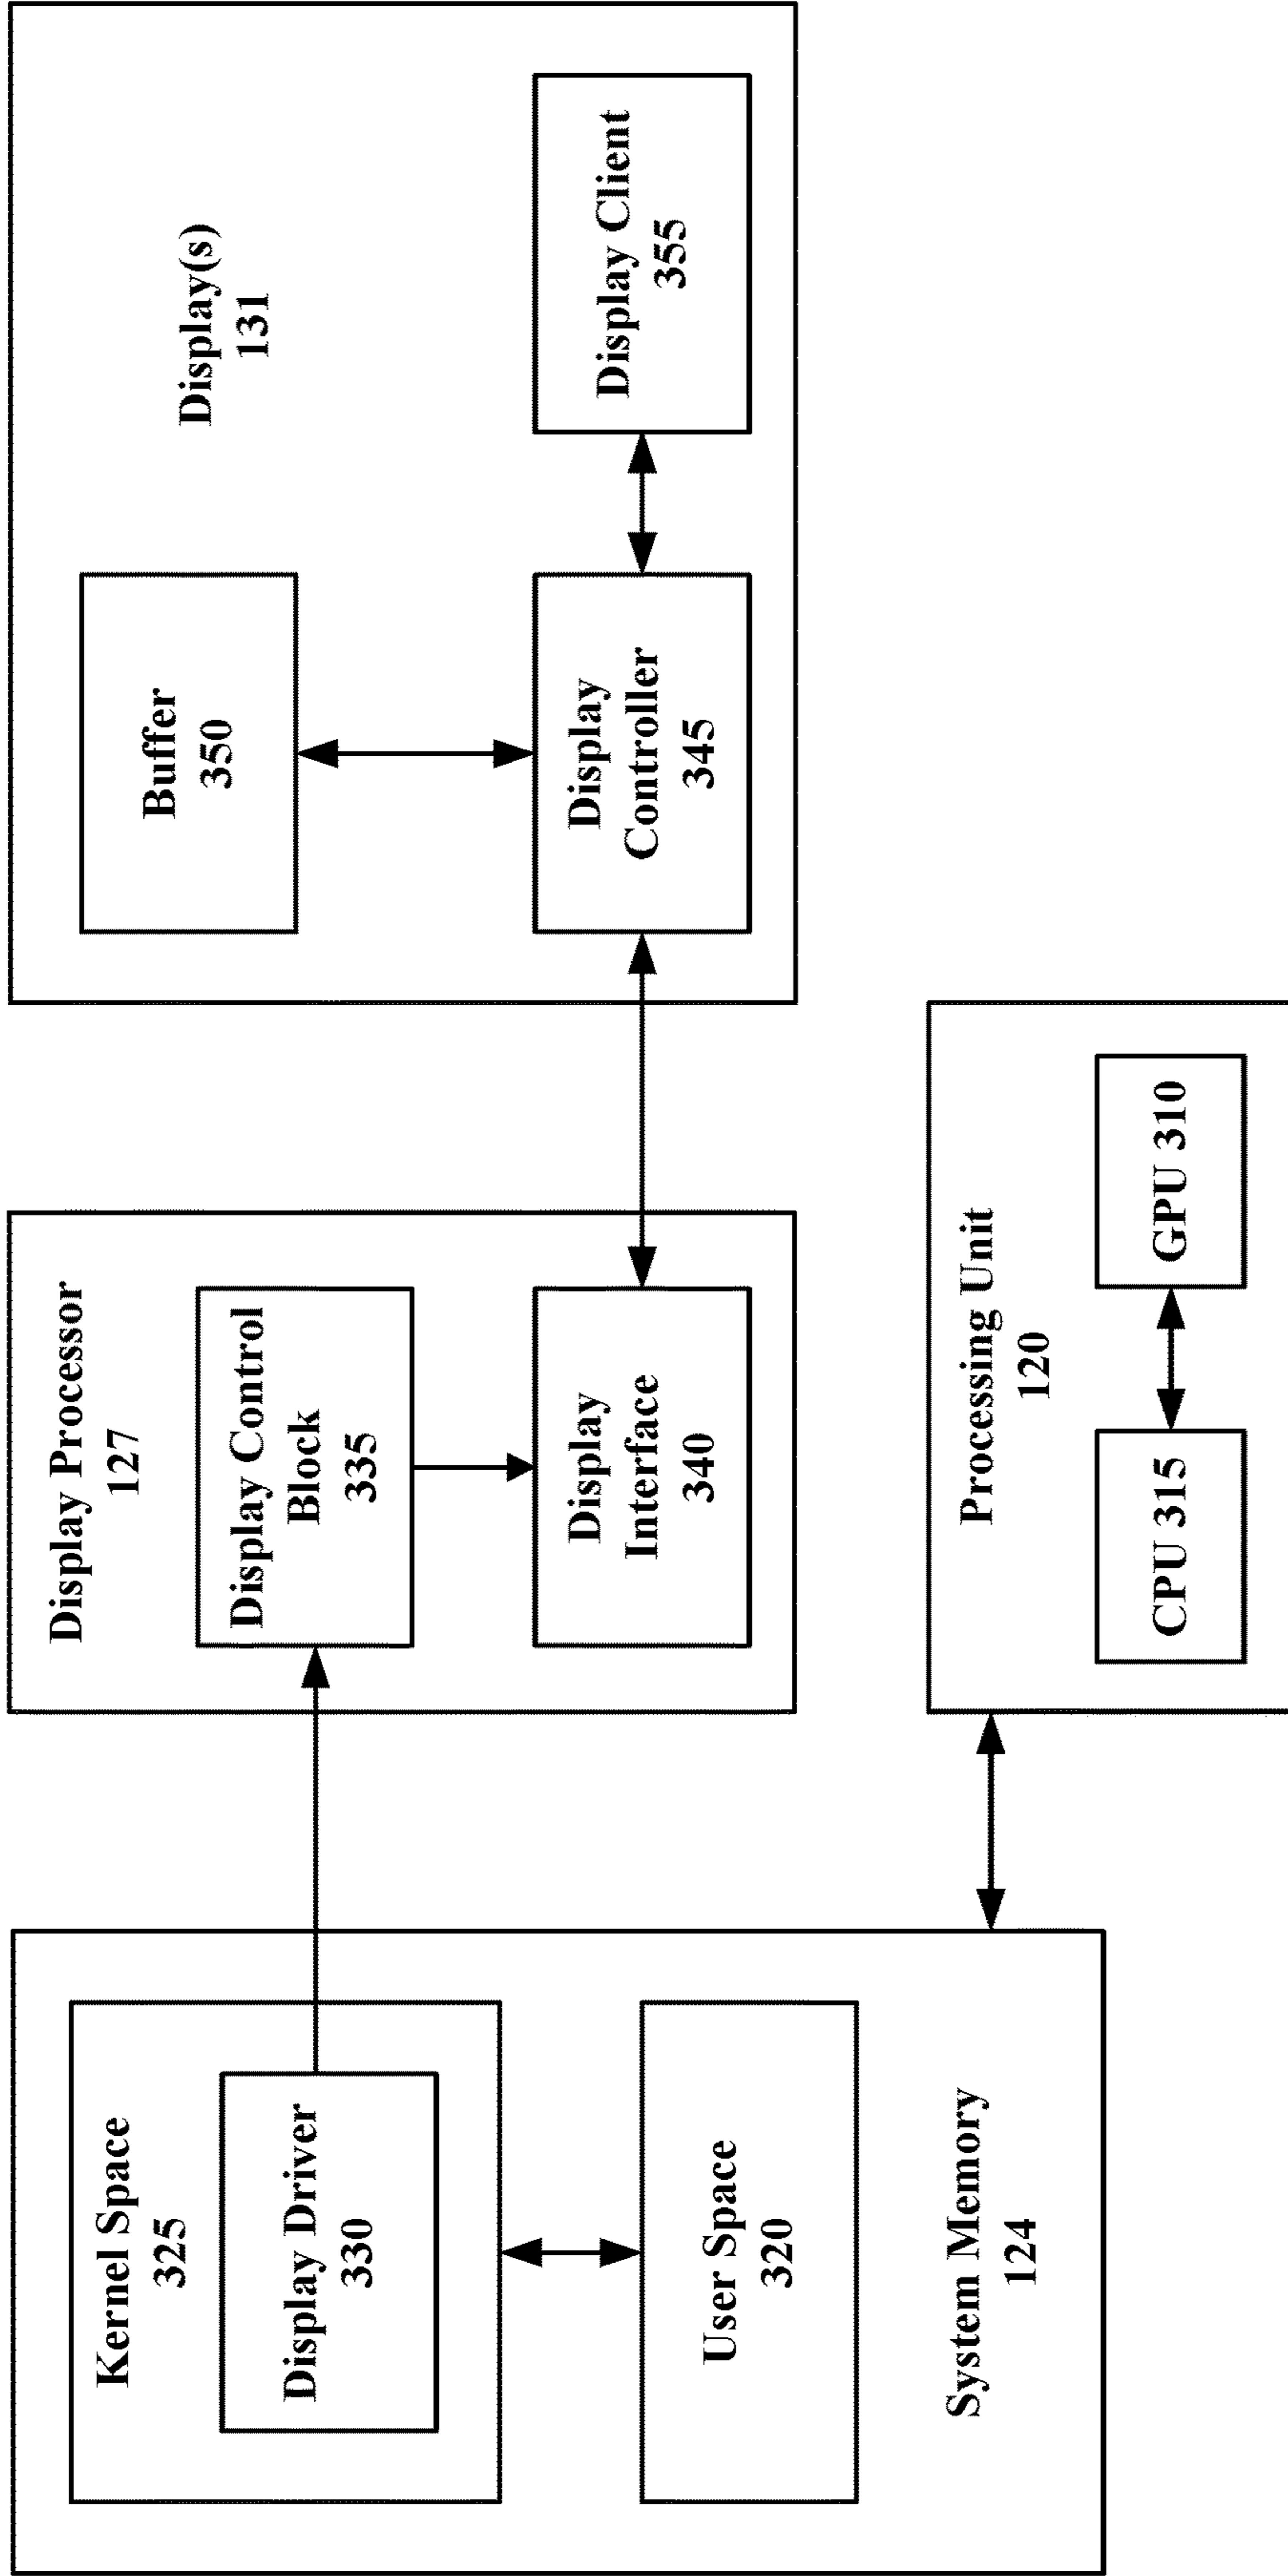 Kernel Space
325
Display Driver
330
User Space
320
System Memory
124
Display Processor
127
Display Control
Block
335
Display
Interface
340
Processing Unit
120
CPU 315
GPU 310
Display(s)
131
Buffer
350
Display
Controller
345
Display Client
355